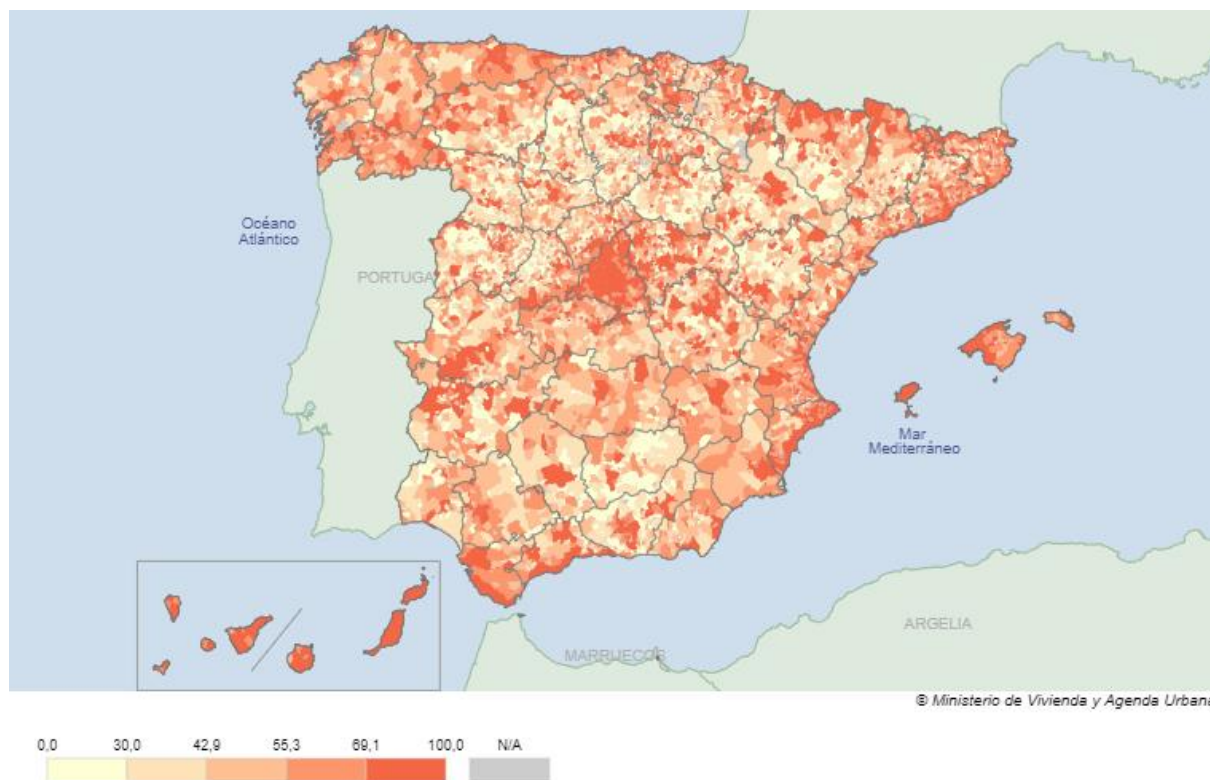 Océano
Atlántico
PORTUGA
Mar
Mediterráneo
ARGELIA
MARRUECOS
© Ministerio de Vivienda y Agenda Urbana
0,0 30,0 42,9 55,3 69,1 100,0 N/A